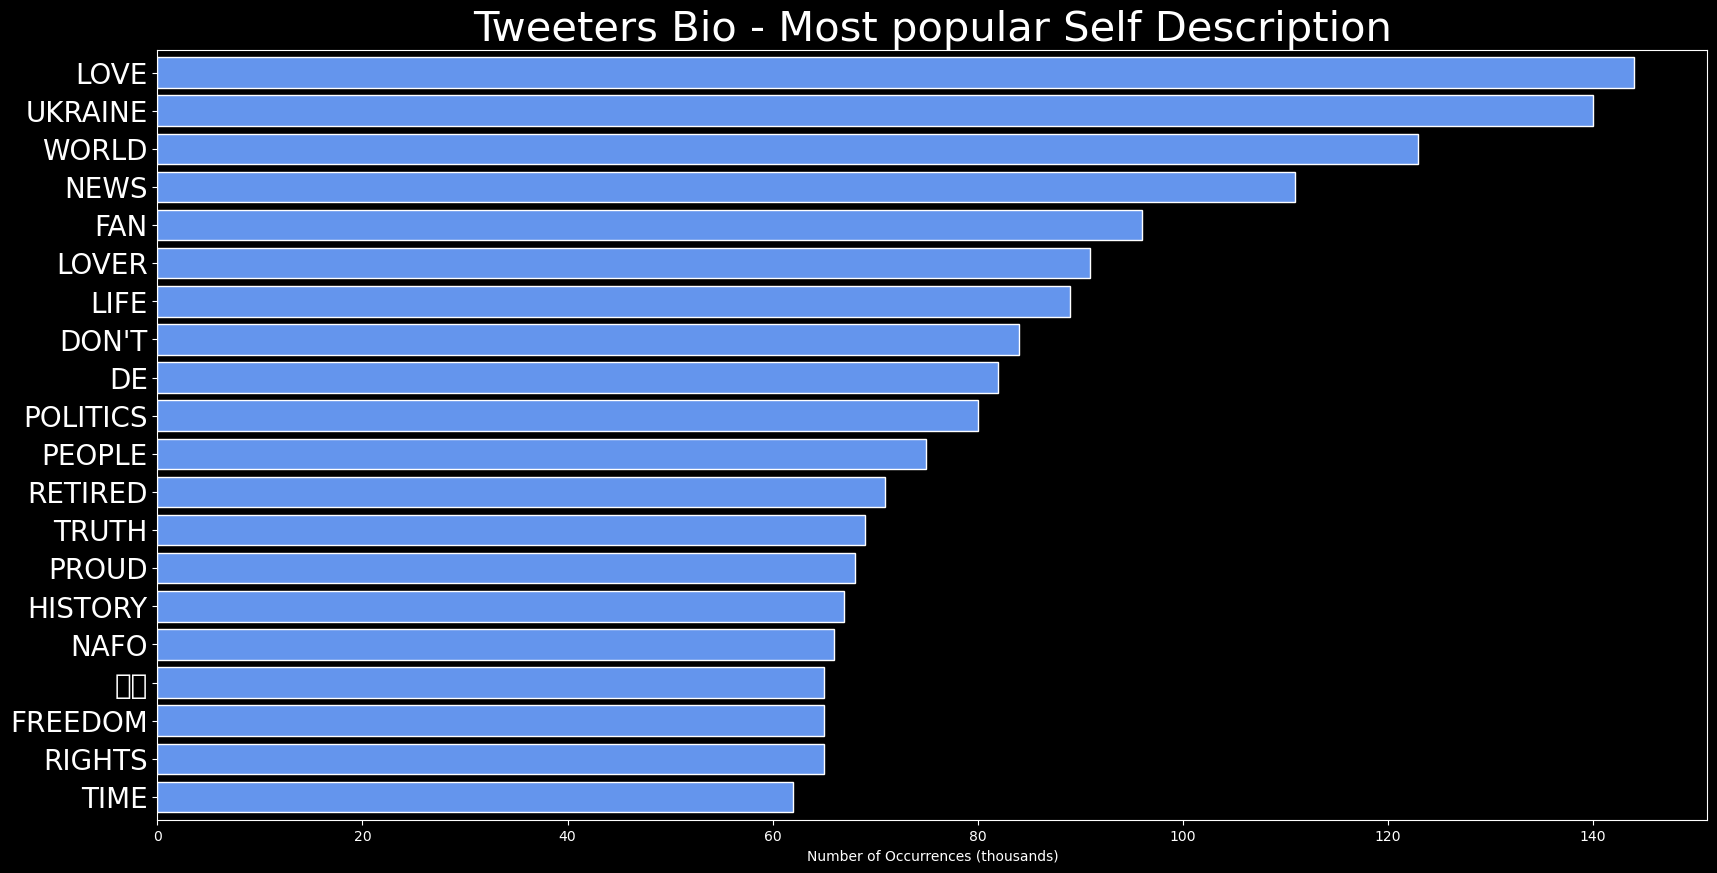 Tweeters Bio - Most popular Self Description
LOVE
UKRAINE
WORLD
NEWS
FAN
LOVER
LIFE
DON'T
DE
POLITICS
PEOPLE
RETIRED
TRUTH
PROUD
HISTORY
NAFO
FREEDOM
RIGHTS
TIME
0 20 40 60 80 100 120 140
Number of Occurrences (thousands)